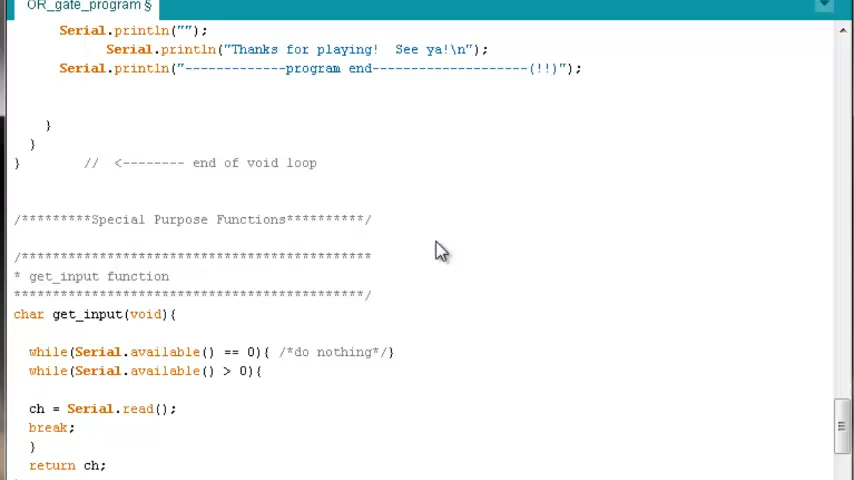 OR_gate_program §
Serial.println("");
Serial.println("Thanks for playing!  See ya!\n");
Serial.println("-------------program end--------------------(!!)");
}
}
}        //  <-------- end of void loop
/*********Special Purpose Functions**********/
/*********************************************
* get_input function
*********************************************/
char get_input(void){
while(Serial.available() == 0){ /*do nothing*/}
while(Serial.available() > 0){
ch = Serial.read();
break;
}
return ch;